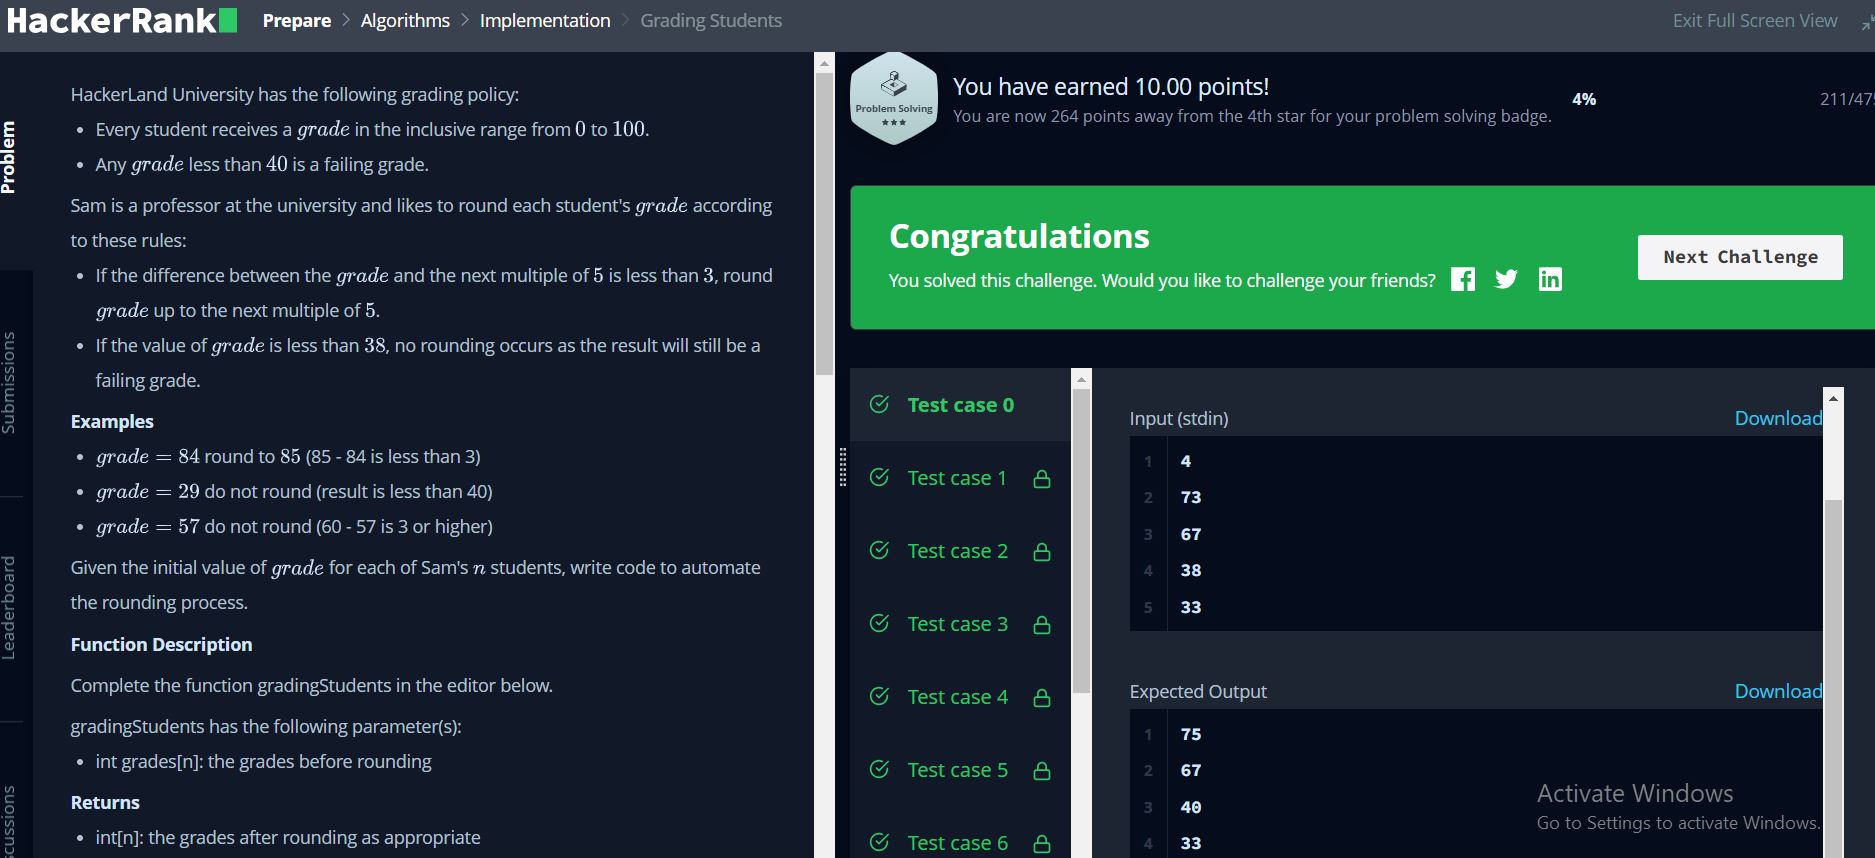 HackerRank Prepare > Algorithms > Implementation > Grading Students
Exit Full Screen View
Problem
Submissions
Leaderboard
HackerLand University has the following grading policy:
• Every student receives a grade in the inclusive range from 0 to 100.
• Any grade less than 40 is a failing grade.
Sam is a professor at the university and likes to round each student's grade according
to these rules:
• If the difference between the grade and the next multiple of 5 is less than 3, round
grade up to the next multiple of 5.
• If the value of grade is less than 38, no rounding occurs as the result will still be a
failing grade.
Examples
• grade = 84 round to 85 (85 - 84 is less than 3)
• grade = 29 do not round (result is less than 40)
• grade = 57 do not round (60 - 57 is 3 or higher)
Given the initial value of grade for each of Sam's n students, write code to automate
the rounding process.
Function Description
Complete the function gradingStudents in the editor below.
gradingStudents has the following parameter(s):
• int grades[n]: the grades before rounding
Returns
• int[n]: the grades after rounding as appropriate
Problem Solving
You have earned 10.00 points!
You are now 264 points away from the 4th star for your problem solving badge.
4%
211/475
Congratulations
You solved this challenge. Would you like to challenge your friends?
Next Challenge
Test case 0
Test case 1
Test case 2
Test case 3
Test case 4
Test case 5
Test case 6
Input (stdin)
Download
1 4
2 73
3 67
4 38
5 33
Expected Output
Download
1 75
2 67
3 40
4 33
Activate Windows
Go to Settings to activate Windows.